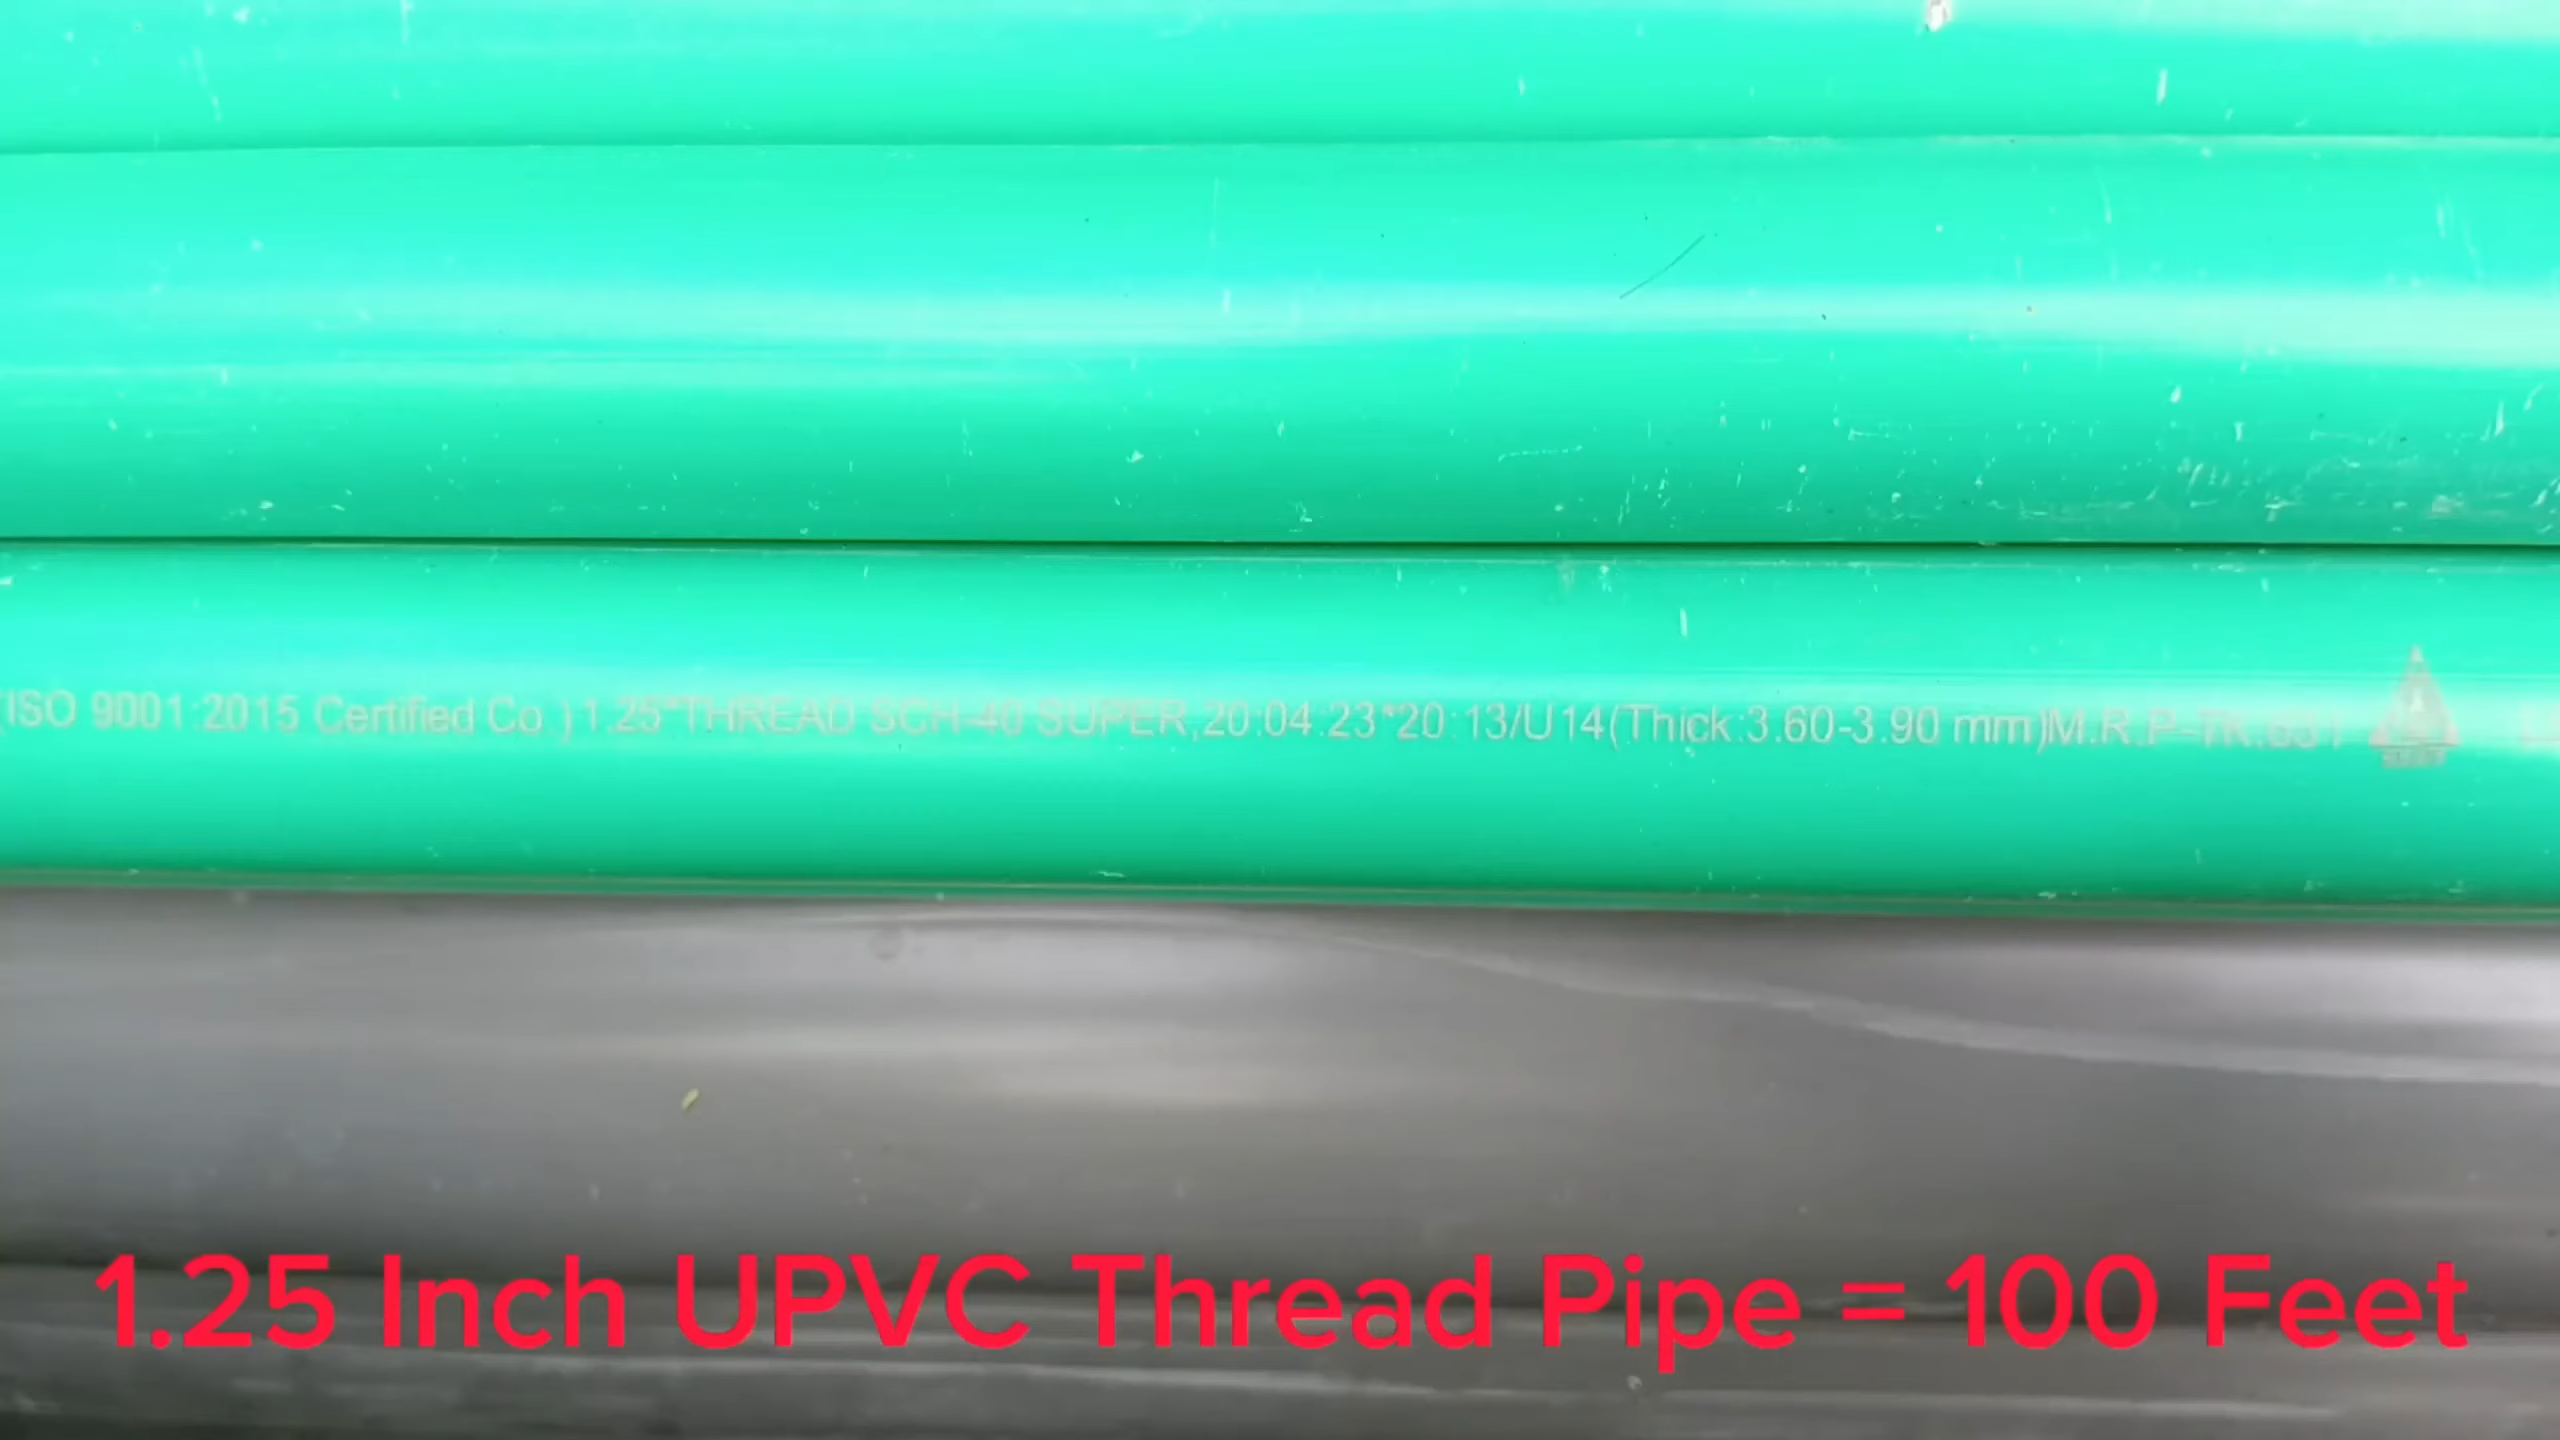 (ISO 9001:2015 Certified Co.) 1.25"THREAD SCH-40 SUPER,20:04:23*20:13/U14(Thick:3.60-3.90 mm)M.R.P-TK.
1.25 Inch UPVC Thread Pipe = 100 Feet